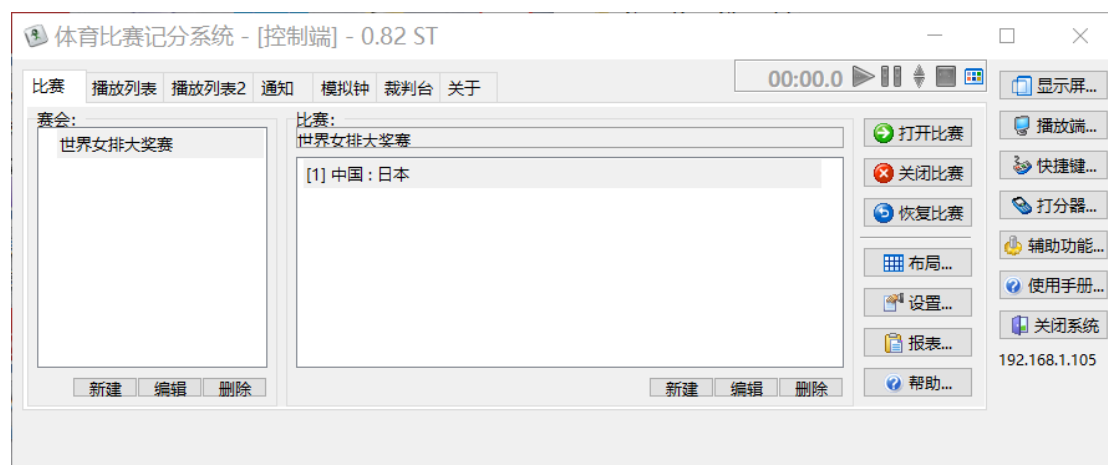 体育比赛记分系统 - [控制端] - 0.82 ST
比赛 播放列表 播放列表2 通知 模拟钟 裁判台 关于
00:00.0
赛会:
世界女排大奖赛
新建 编辑 删除
比赛:
世界女排大奖赛
[1] 中国 : 日本
新建 编辑 删除
打开比赛
关闭比赛
恢复比赛
布局...
设置...
报表...
帮助...
显示屏...
播放端...
快捷键...
打分器...
辅助功能...
使用手册...
关闭系统
192.168.1.105